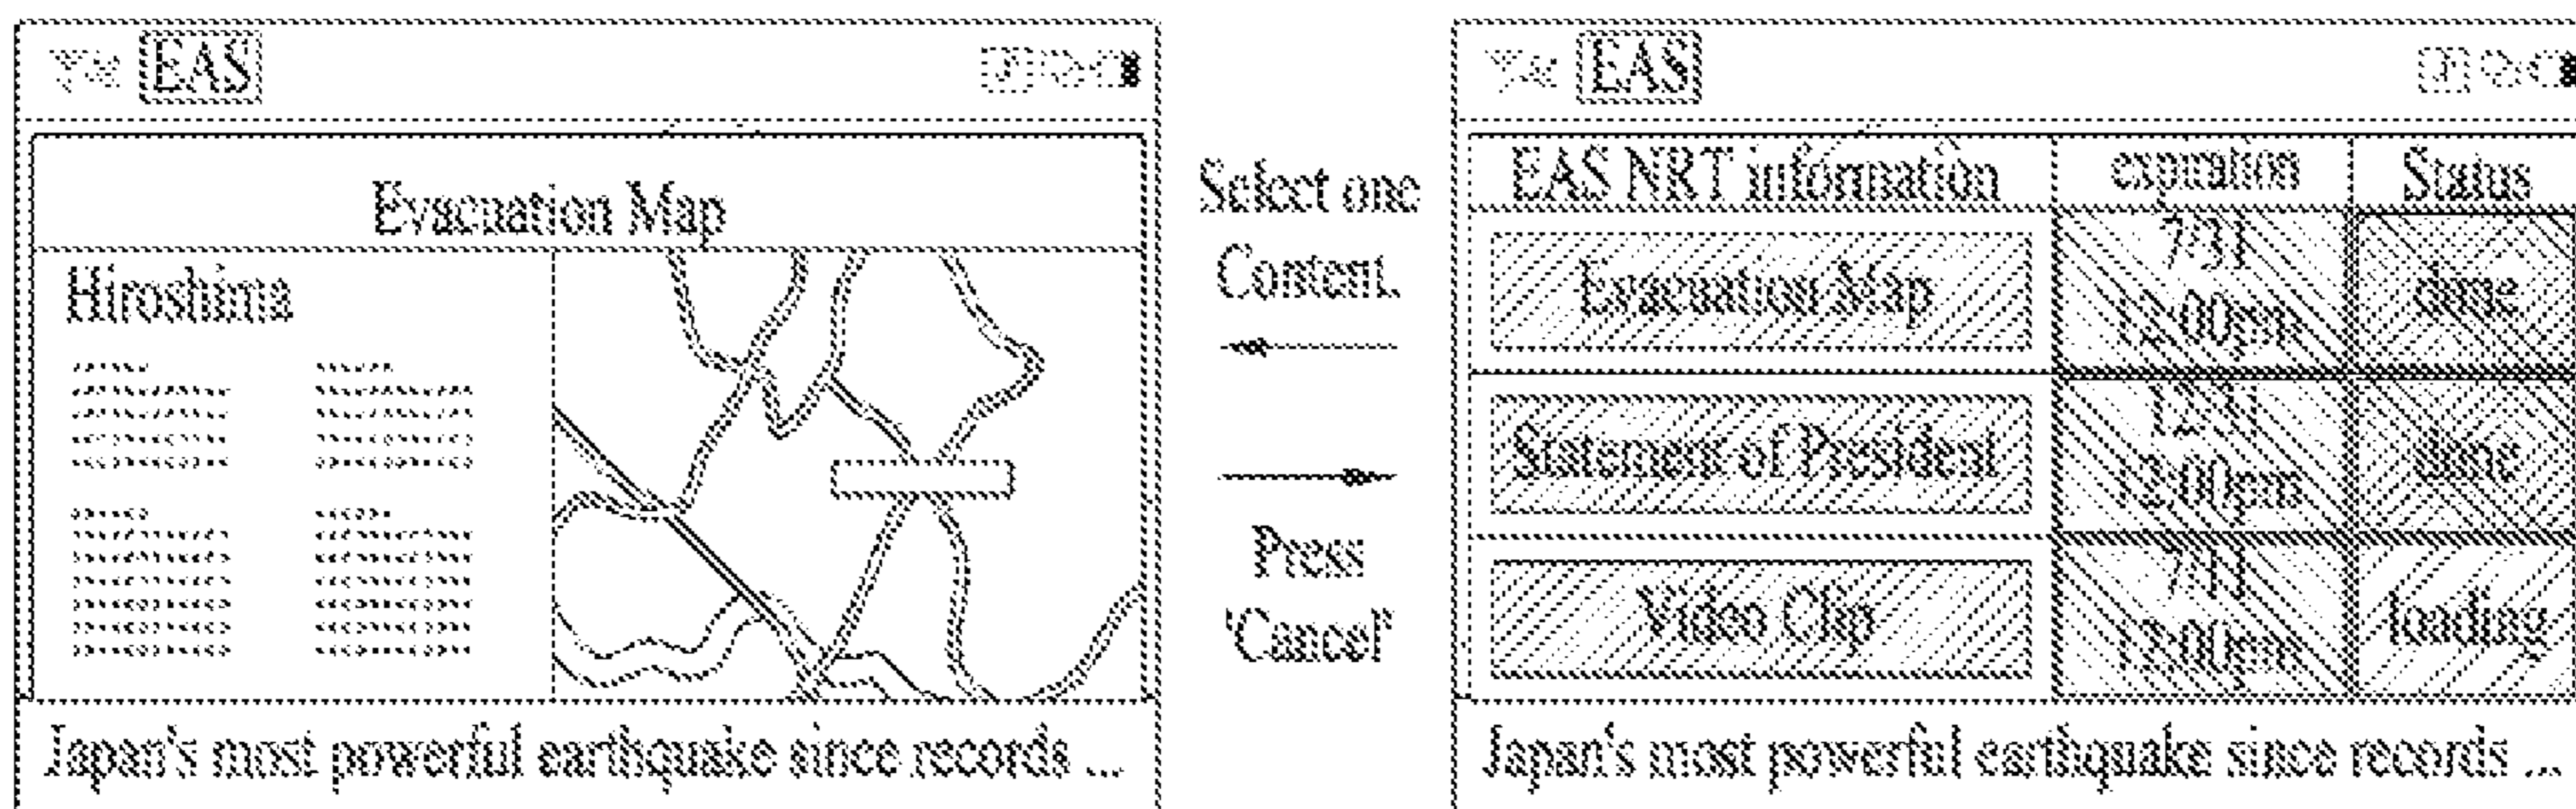 EAS
Evacuation Map
Hiroshima
Japan's most powerful earthquake since records ...
Select one
Content.
Press
'Cancel'
EAS
EAS NRT information expiration Status
Evacuation Map 7/31 12:00pm done
Statement of President 12:00pm done
Video Clip 12:00pm loading
Japan's most powerful earthquake since records ...